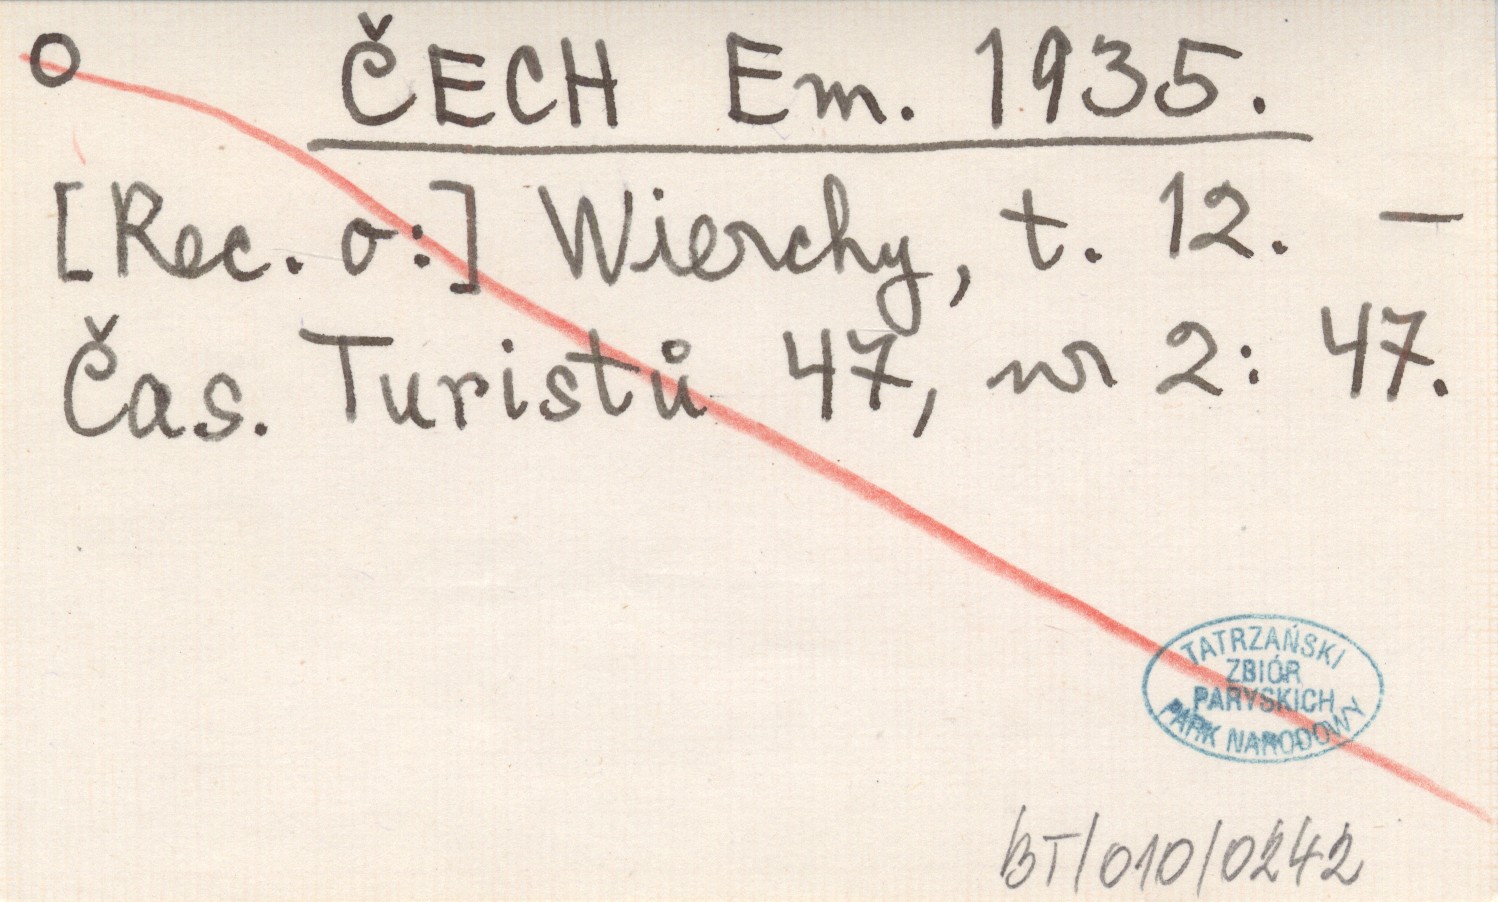 o ČECH Em. 1935.
[Rec. o:] Wierchy, t. 12. —
Čas. Turistů 47, nr 2: 47.
TATRZAŃSKI
ZBIÓR
PARYSKICH
PARK NARODOWY
BT/010/0242